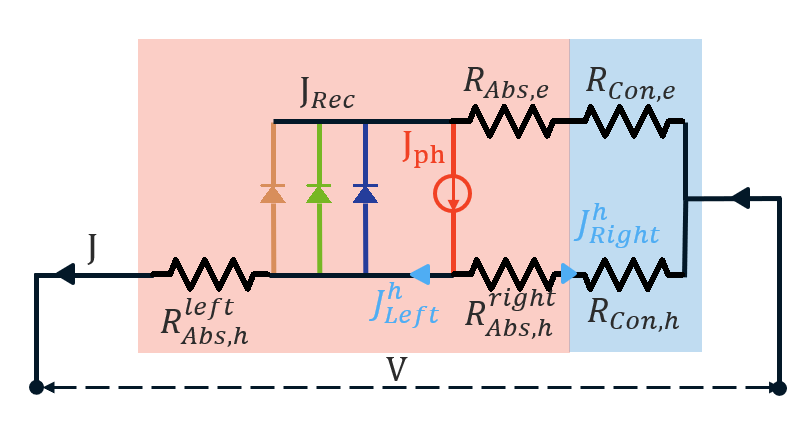 J_Rec
R_Abs,e
R_Con,e
J_ph
J^h_Right
J
R^left_Abs,h
J^h_Left
R^right_Abs,h
R_Con,h
V